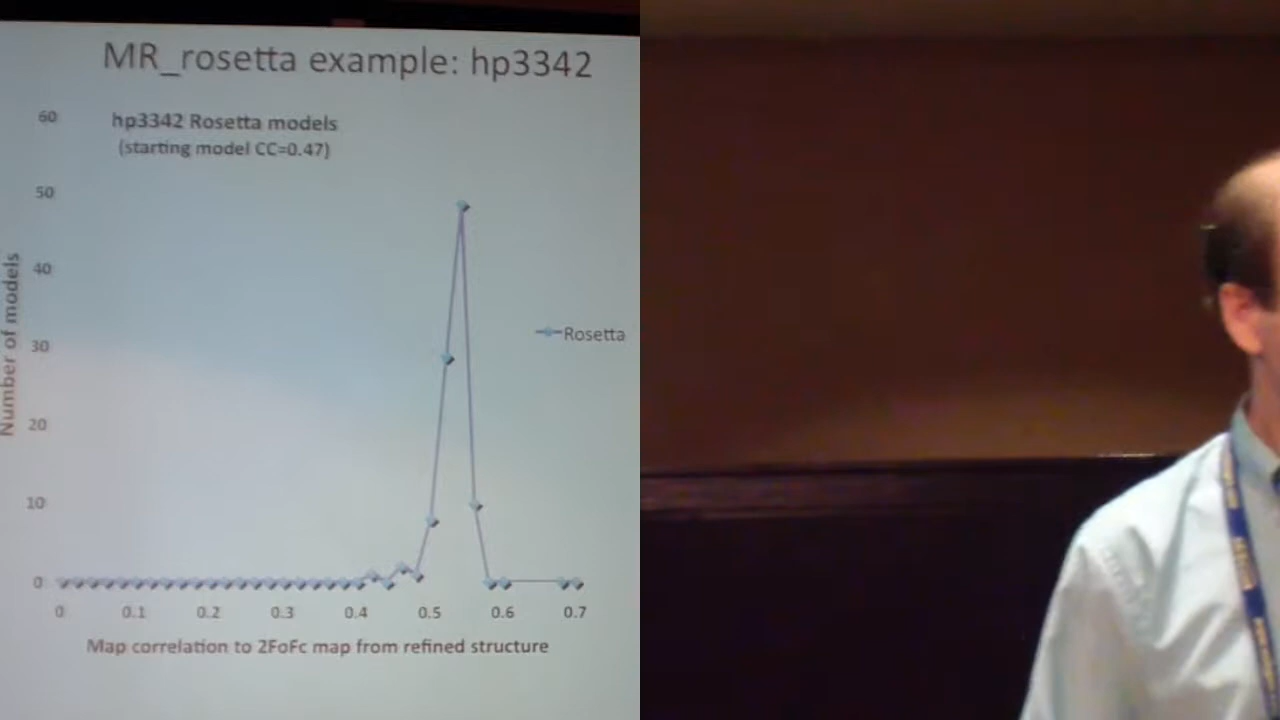 MR_rosetta example: hp3342
hp3342 Rosetta models
(starting model CC=0.47)
Number of models
60
50
40
30
20
10
0
Rosetta
0 0.1 0.2 0.3 0.4 0.5 0.6 0.7
Map correlation to 2FoFc map from refined structure